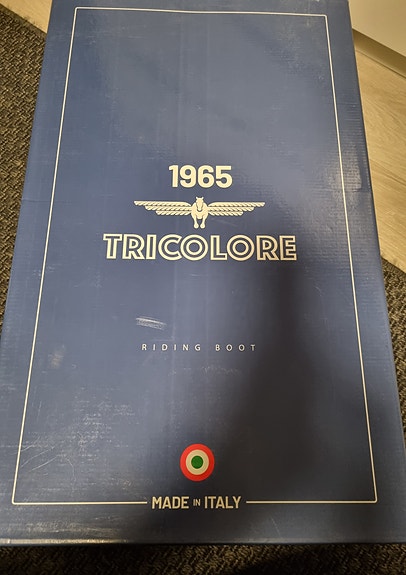 1965
TRICOLORE
RIDING BOOT
MADE IN ITALY